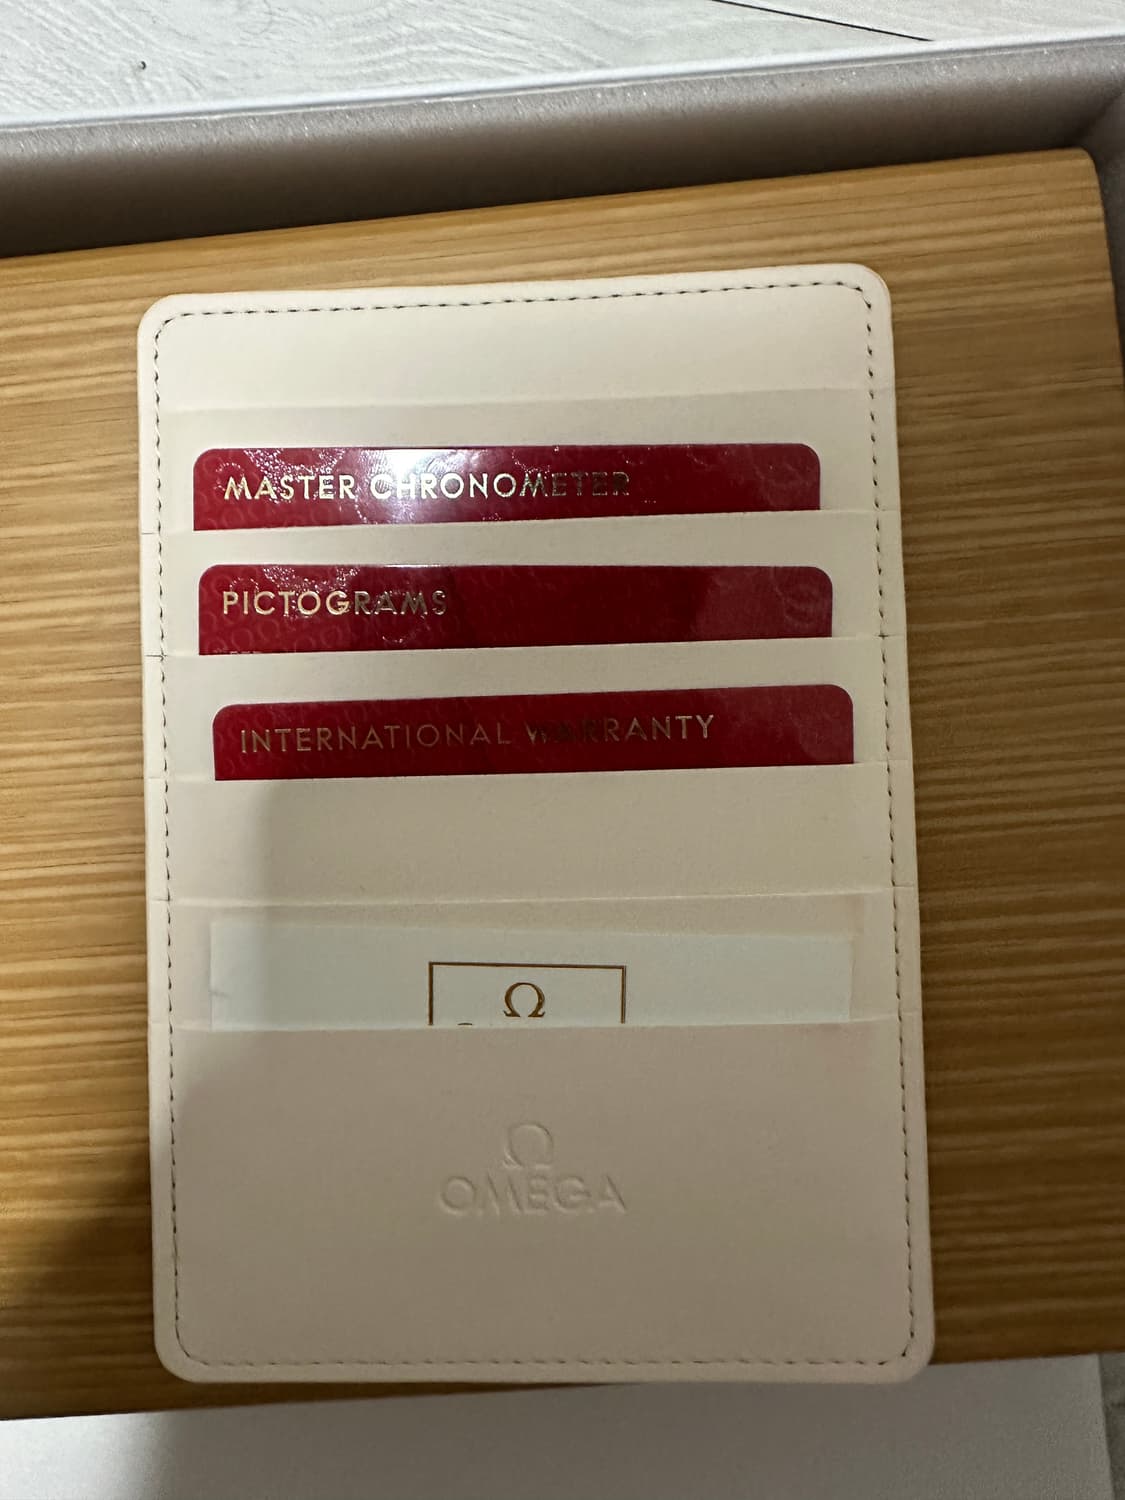 MASTER CHRONOMETER
PICTOGRAMS
INTERNATIONAL WARRANTY
Ω
Ω
OMEGA